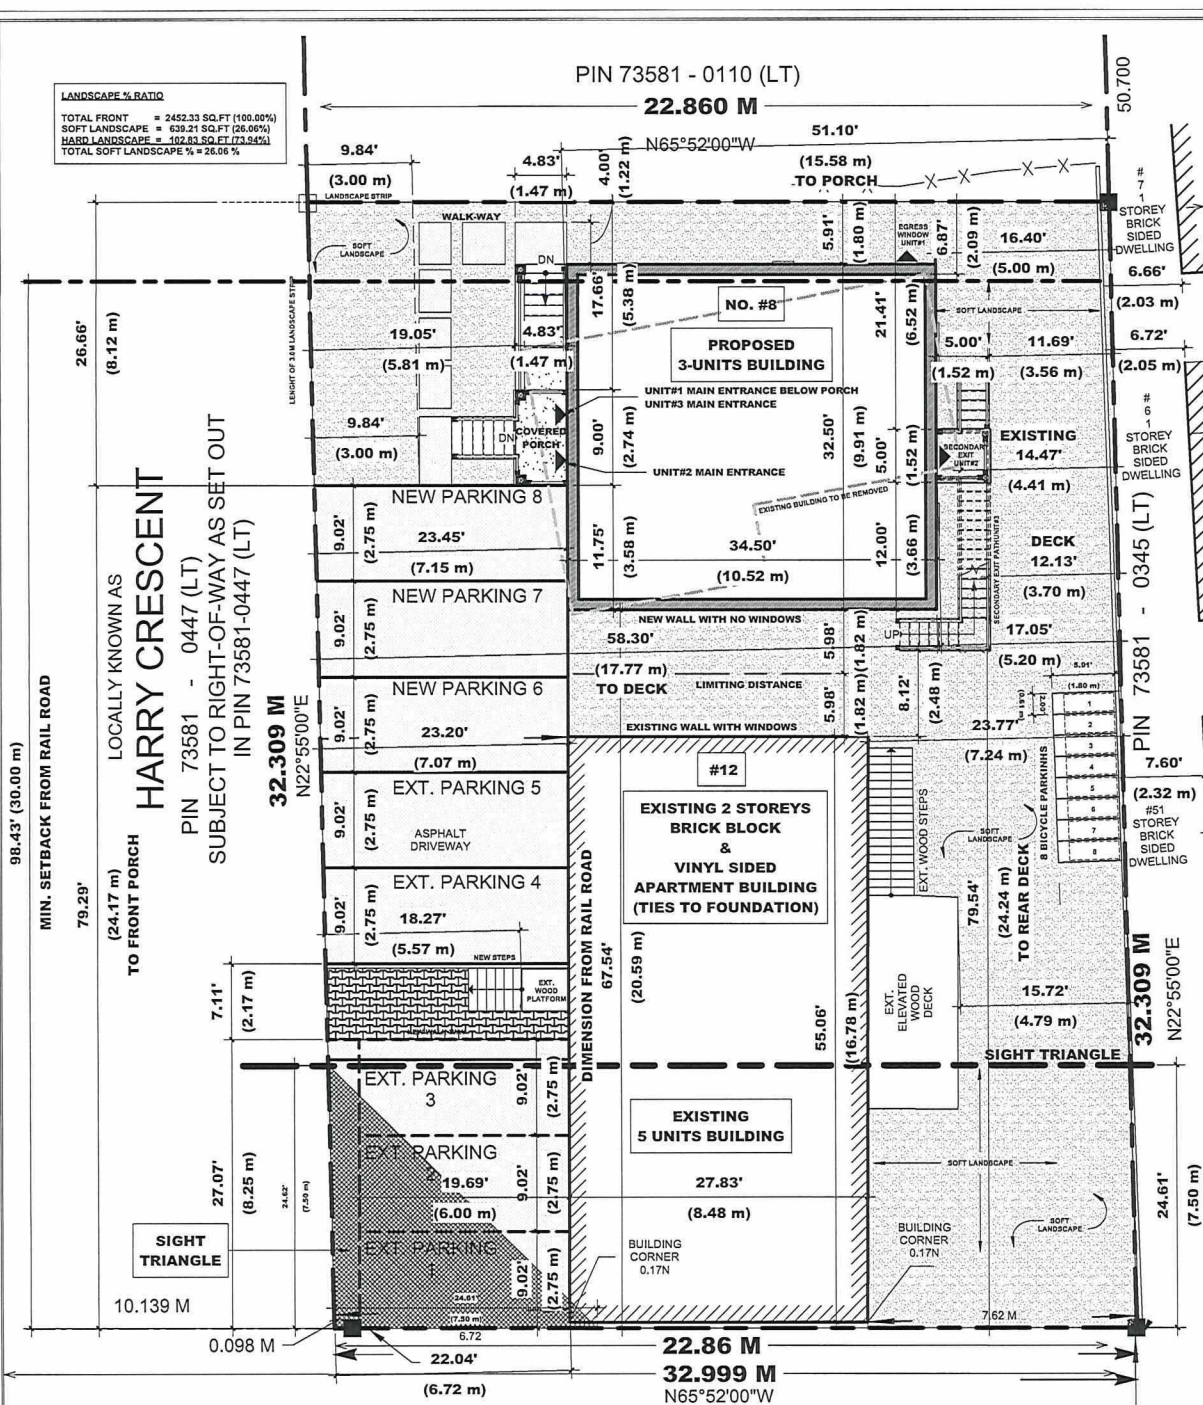 PIN 73581 - 0110 (LT)
22.860 M
50.700
N65°52'00"W
51.10'
(15.58 m)
TO PORCH
LANDSCAPE % RATIO
TOTAL FRONT = 2452.33 SQ.FT (100.00%)
SOFT LANDSCAPE = 639.21 SQ.FT (26.06%)
HARD LANDSCAPE = 102.83 SQ.FT (73.94%)
TOTAL SOFT LANDSCAPE % = 26.06 %
9.84'
(3.00 m)
LANDSCAPE STRIP
4.83'
(1.47 m)
4.00'
(1.22 m)
WALK-WAY
SOFT
LANDSCAPE
DN
5.91'
(1.80 m)
EGRESS
WINDOW
UNIT#1
6.87'
(2.09 m)
16.40'
(5.00 m)
#
7
1
STOREY
BRICK
SIDED
DWELLING
6.66'
(2.03 m)
6.72'
(2.05 m)
17.66'
(5.38 m)
NO. #8
21.41'
(6.52 m)
SOFT LANDSCAPE
PROPOSED
3-UNITS BUILDING
5.00'
(1.52 m)
11.69'
(3.56 m)
19.05'
(5.81 m)
4.83'
(1.47 m)
26.66'
(8.12 m)
LENGHT OF 3.0M LANDSCAPE STRIP
UNIT#1 MAIN ENTRANCE BELOW PORCH
UNIT#3 MAIN ENTRANCE
9.84'
(3.00 m)
DN
COVERED
PORCH
9.00'
(2.74 m)
UNIT#2 MAIN ENTRANCE
32.50'
(9.91 m)
5.00'
(1.52 m)
SECONDARY
EXIT
UNIT#2
EXISTING
14.47'
(4.41 m)
#
6
1
STOREY
BRICK
SIDED
DWELLING
EXISTING BUILDING TO BE REMOVED
NEW PARKING 8
9.02'
(2.75 m)
23.45'
(7.15 m)
11.75'
(3.58 m)
34.50'
(10.52 m)
12.00'
(3.66 m)
SECONDARY EXIT PATHUNIT#3
DECK
12.13'
(3.70 m)
PIN 73581 - 0345 (LT)
NEW PARKING 7
9.02'
(2.75 m)
NEW WALL WITH NO WINDOWS
58.30'
(17.77 m)
TO DECK
5.98'
(1.82 m)
UP
17.05'
(5.20 m)
LIMITING DISTANCE
5.98'
(1.82 m)
8.12'
(2.48 m)
5.91'
(1.80 m)
NEW PARKING 6
9.02'
(2.75 m)
23.20'
(7.07 m)
EXISTING WALL WITH WINDOWS
23.77'
(7.24 m)
1
2
3
4
5
6
7
8
8 BICYCLE PARKINHS
7.60'
(2.32 m)
#51
STOREY
BRICK
SIDED
DWELLING
LOCALLY KNOWN AS
HARRY CRESCENT
PIN 73581 - 0447 (LT)
SUBJECT TO RIGHT-OF-WAY AS SET OUT
IN PIN 73581-0447 (LT)
32.309 M
N22°55'00"E
98.43' (30.00 m)
MIN. SETBACK FROM RAIL ROAD
79.29'
(24.17 m)
TO FRONT PORCH
EXT. PARKING 5
9.02'
(2.75 m)
ASPHALT
DRIVEWAY
#12
EXISTING 2 STOREYS
BRICK BLOCK
&
VINYL SIDED
APARTMENT BUILDING
(TIES TO FOUNDATION)
EXT. WOOD STEPS
SOFT
LANDSCAPE
EXT. PARKING 4
9.02'
(2.75 m)
18.27'
(5.57 m)
NEW STEPS
EXT.
WOOD
PLATFORM
DIMENSION FROM RAIL ROAD
67.54'
(20.59 m)
55.06'
(16.78 m)
EXT.
ELEVATED
WOOD
DECK
79.54'
(24.24 m)
TO REAR DECK
15.72'
(4.79 m)
32.309 M
N22°55'00"E
7.11'
(2.17 m)
SIGHT TRIANGLE
EXT. PARKING
3
9.02'
(2.75 m)
EXISTING
5 UNITS BUILDING
EXT. PARKING
19.69'
(6.00 m)
9.02'
(2.75 m)
27.83'
(8.48 m)
SOFT LANDSCAPE
SOFT
LANDSCAPE
24.61'
(7.50 m)
27.07'
(8.25 m)
24.62'
(7.50 m)
SIGHT
TRIANGLE
EXT. PARKING
1
9.02'
(2.75 m)
BUILDING
CORNER
0.17N
BUILDING
CORNER
0.17N
24.61'
(7.50 m)
10.139 M
0.098 M
6.72
7.62 M
22.04'
(6.72 m)
22.86 M
32.999 M
N65°52'00"W